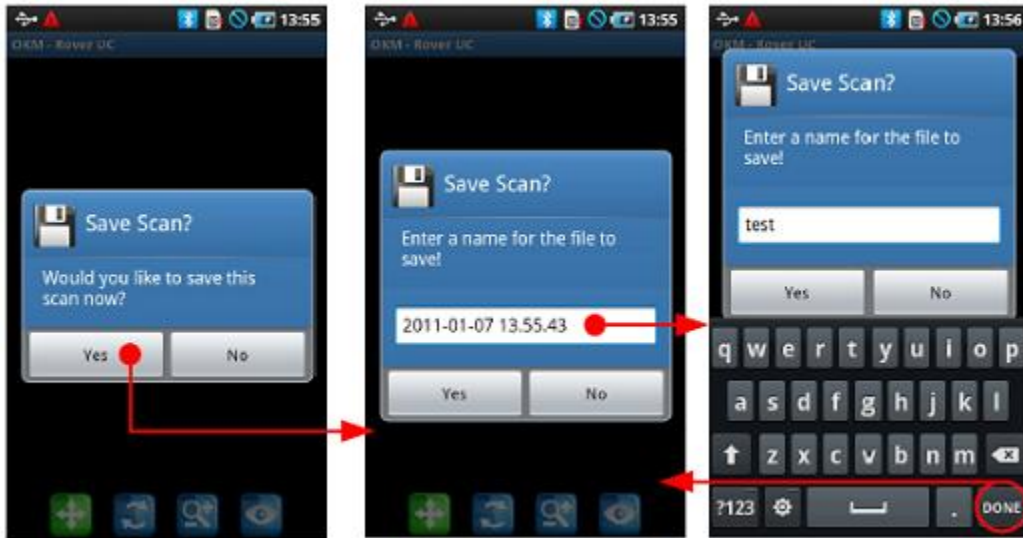 13:55
OKM - Rover UC
Save Scan?
Would you like to save this
scan now?
Yes
No
13:55
OKM - Rover UC
Save Scan?
Enter a name for the file to
save!
2011-01-07 13.55.43
Yes
No
13:56
OKM - Rover UC
Save Scan?
Enter a name for the file to
save!
test
Yes
No
q w e r t y u i o p
a s d f g h j k l
z x c v b n m
?123 . DONE